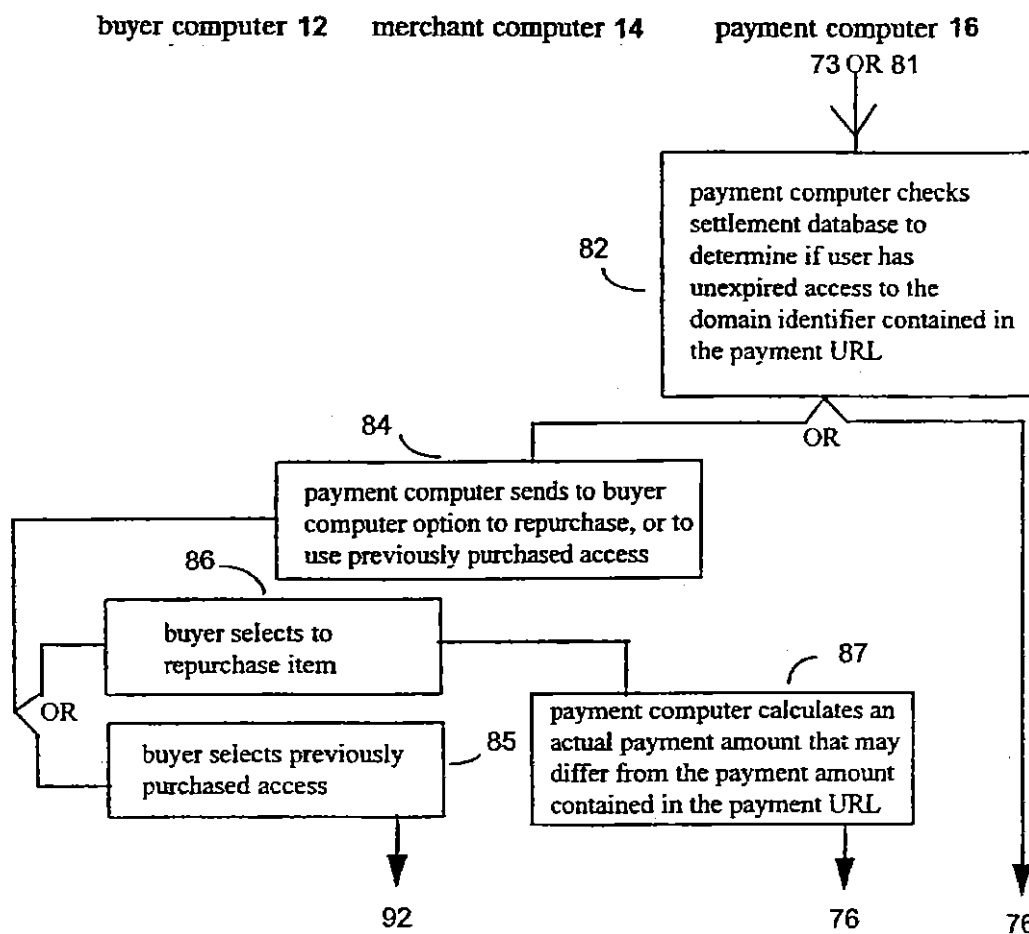 buyer computer 12 merchant computer 14 payment computer 16
73 OR 81
payment computer checks
settlement database to
determine if user has
unexpired access to the
domain identifier contained in
the payment URL
82
OR
84
payment computer sends to buyer
computer option to repurchase, or to
use previously purchased access
86
buyer selects to
repurchase item
OR
87
payment computer calculates an
actual payment amount that may
differ from the payment amount
contained in the payment URL
buyer selects previously
purchased access
85
92 76 76